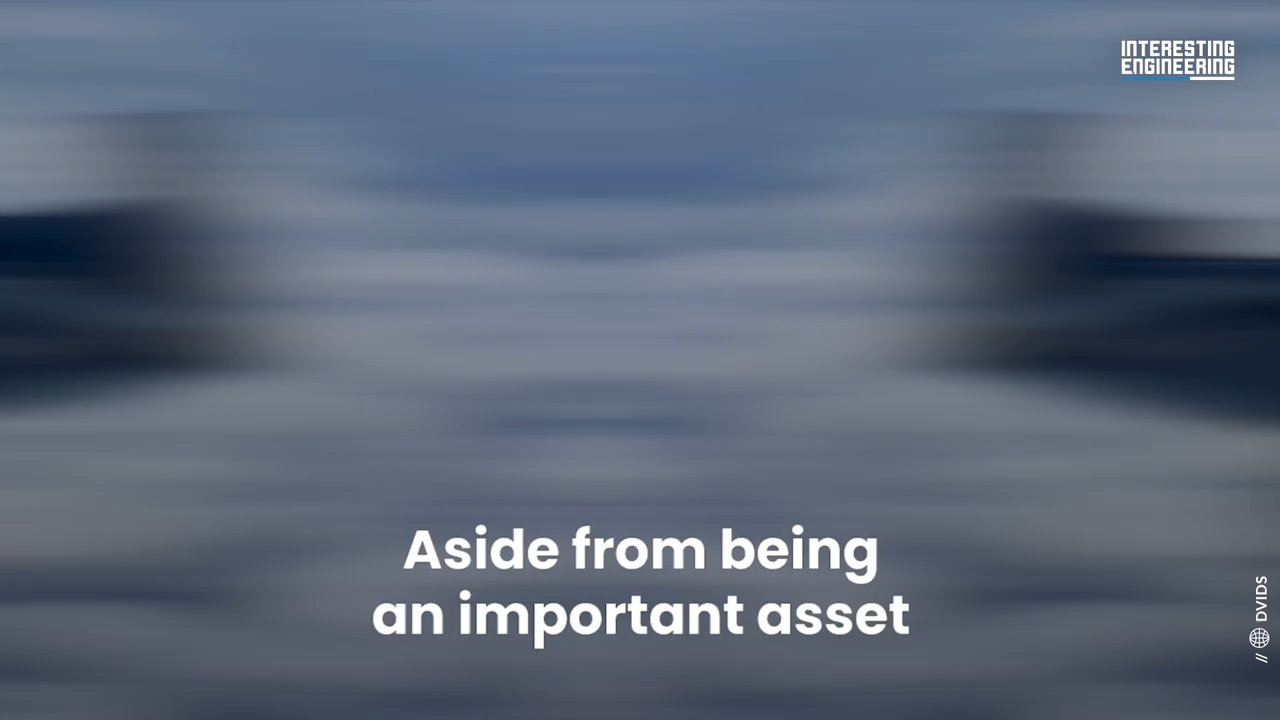 INTERESTING
ENGINEERING
Aside from being
an important asset
// DVIDS